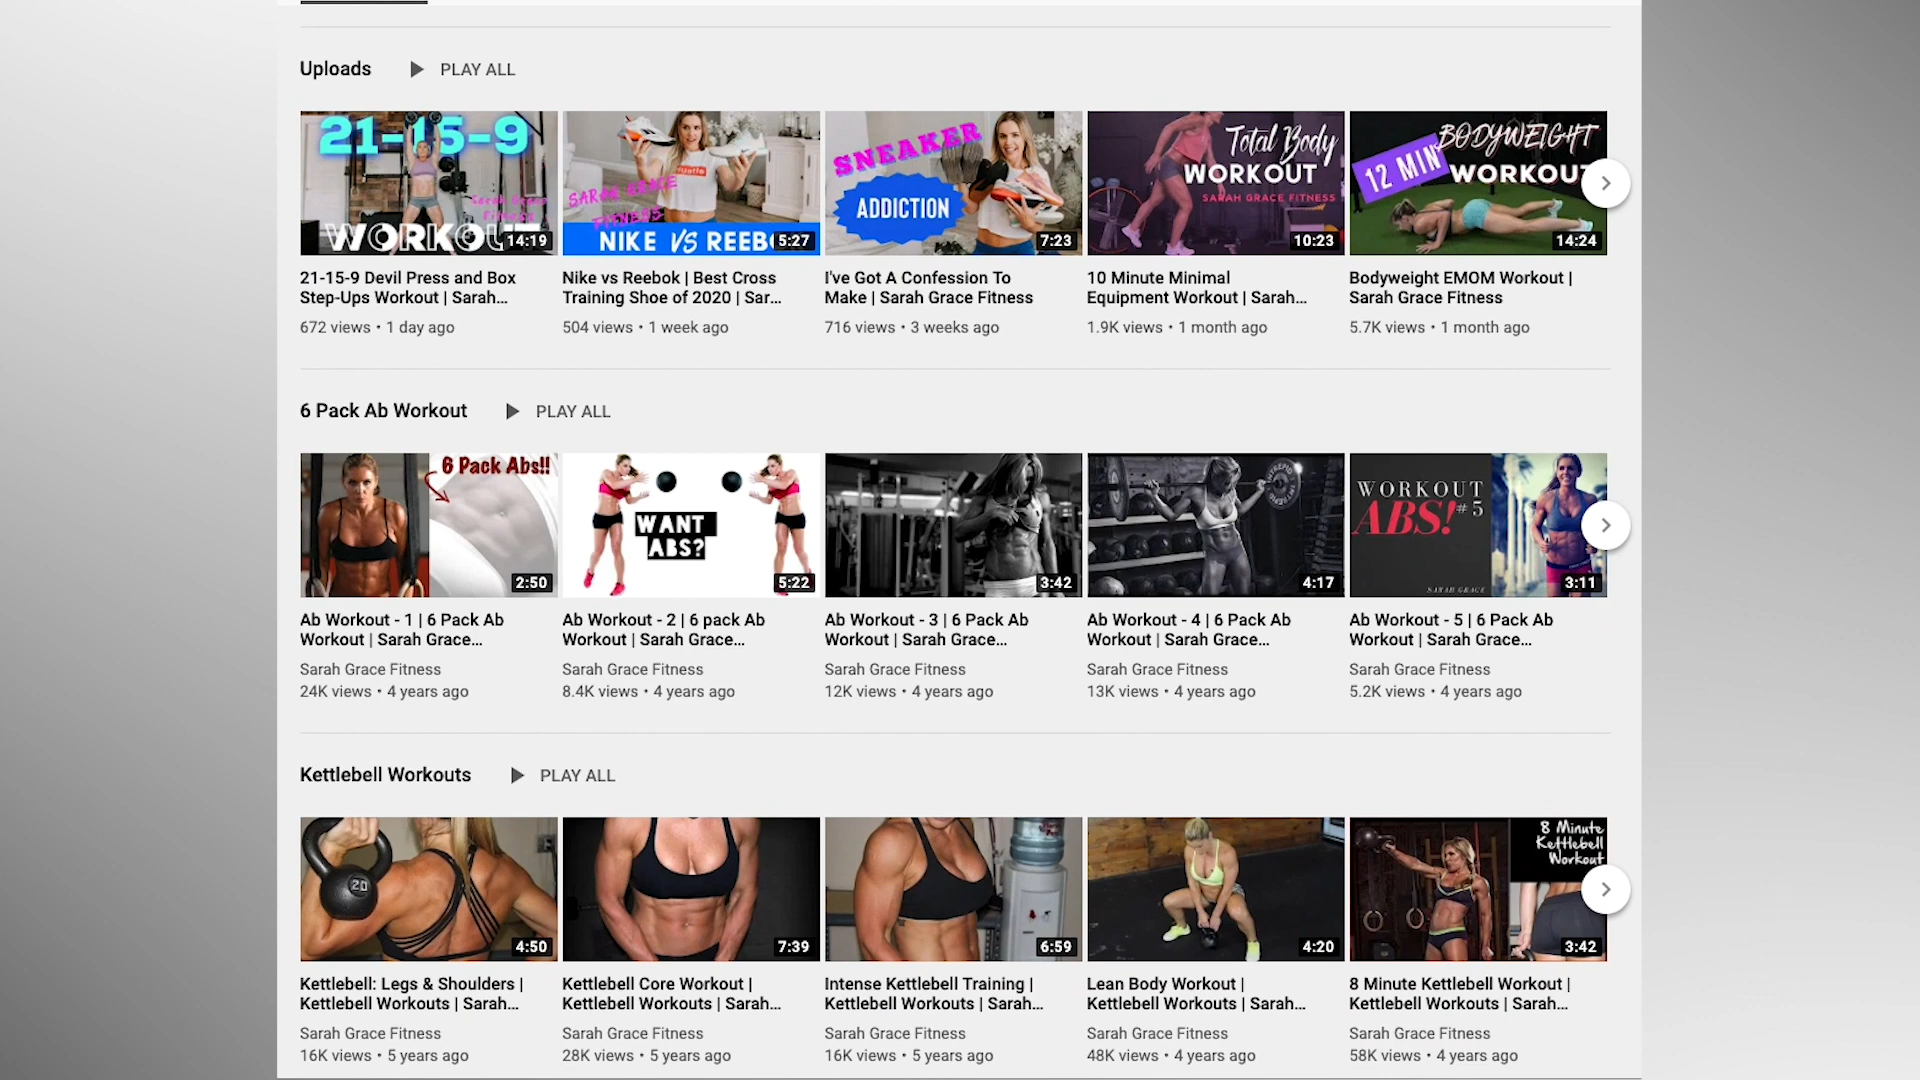 Uploads PLAY ALL
21-15-9
Sarah Grace
WORKOUT
14:19
SARAH GRACE
FITNESS
NIKE VS REEB
5:27
SNEAKER
ADDICTION
7:23
Total Body
WORKOUT
SARAH GRACE FITNESS
10:23
BODYWEIGHT
12 MIN
WORKOUT
14:24
21-15-9 Devil Press and Box
Step-Ups Workout | Sarah...
672 views • 1 day ago
Nike vs Reebok | Best Cross
Training Shoe of 2020 | Sar...
504 views • 1 week ago
I've Got A Confession To
Make | Sarah Grace Fitness
716 views • 3 weeks ago
10 Minute Minimal
Equipment Workout | Sarah...
1.9K views • 1 month ago
Bodyweight EMOM Workout |
Sarah Grace Fitness
5.7K views • 1 month ago
6 Pack Ab Workout PLAY ALL
6 Pack Abs!!
2:50
WANT
ABS?
5:22
3:42
4:17
WORKOUT
ABS! #5
SARAH GRACE
3:11
Ab Workout - 1 | 6 Pack Ab
Workout | Sarah Grace...
Sarah Grace Fitness
24K views • 4 years ago
Ab Workout - 2 | 6 pack Ab
Workout | Sarah Grace...
Sarah Grace Fitness
8.4K views • 4 years ago
Ab Workout - 3 | 6 Pack Ab
Workout | Sarah Grace...
Sarah Grace Fitness
12K views • 4 years ago
Ab Workout - 4 | 6 Pack Ab
Workout | Sarah Grace...
Sarah Grace Fitness
13K views • 4 years ago
Ab Workout - 5 | 6 Pack Ab
Workout | Sarah Grace...
Sarah Grace Fitness
5.2K views • 4 years ago
Kettlebell Workouts PLAY ALL
20
4:50
7:39
6:59
4:20
8 Minute
Kettlebell
Workout
3:42
Kettlebell: Legs & Shoulders |
Kettlebell Workouts | Sarah...
Sarah Grace Fitness
16K views • 5 years ago
Kettlebell Core Workout |
Kettlebell Workouts | Sarah...
Sarah Grace Fitness
28K views • 5 years ago
Intense Kettlebell Training |
Kettlebell Workouts | Sarah...
Sarah Grace Fitness
16K views • 5 years ago
Lean Body Workout |
Kettlebell Workouts | Sarah...
Sarah Grace Fitness
48K views • 4 years ago
8 Minute Kettlebell Workout |
Kettlebell Workouts | Sarah...
Sarah Grace Fitness
58K views • 4 years ago